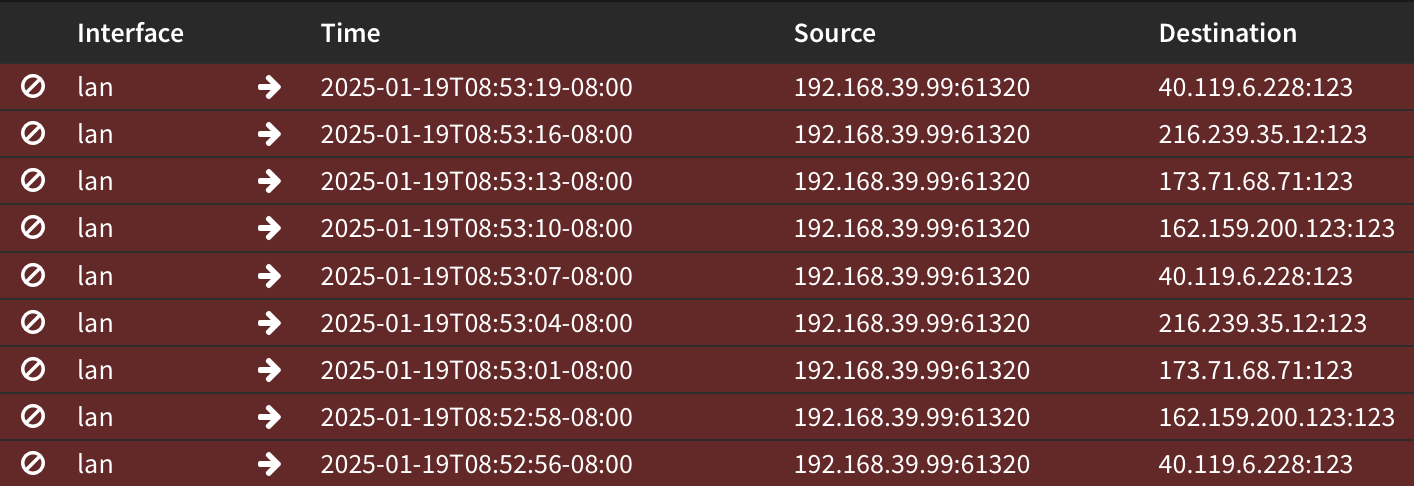 Interface Time Source Destination
lan 2025-01-19T08:53:19-08:00 192.168.39.99:61320 40.119.6.228:123
lan 2025-01-19T08:53:16-08:00 192.168.39.99:61320 216.239.35.12:123
lan 2025-01-19T08:53:13-08:00 192.168.39.99:61320 173.71.68.71:123
lan 2025-01-19T08:53:10-08:00 192.168.39.99:61320 162.159.200.123:123
lan 2025-01-19T08:53:07-08:00 192.168.39.99:61320 40.119.6.228:123
lan 2025-01-19T08:53:04-08:00 192.168.39.99:61320 216.239.35.12:123
lan 2025-01-19T08:53:01-08:00 192.168.39.99:61320 173.71.68.71:123
lan 2025-01-19T08:52:58-08:00 192.168.39.99:61320 162.159.200.123:123
lan 2025-01-19T08:52:56-08:00 192.168.39.99:61320 40.119.6.228:123